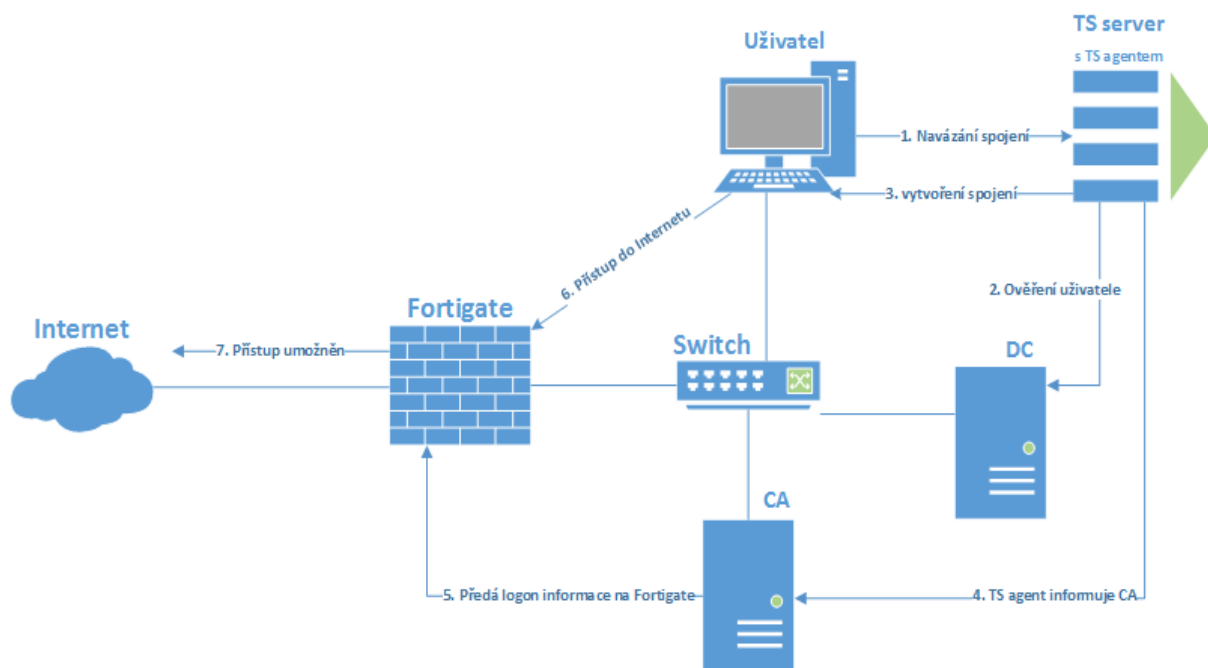 TS server
s TS agentem
Uživatel
1. Navázání spojení
3. vytvoření spojení
6. Přístup do Internetu
2. Ověření uživatele
Fortigate
Internet
7. Přístup umožněn
Switch
DC
CA
5. Předá logon informace na Fortigate
4. TS agent informuje CA